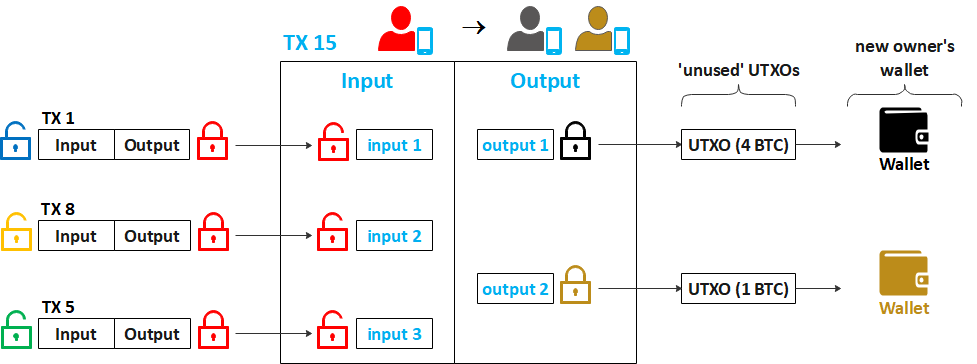 TX 15
→
Input
Output
'unused' UTXOs
new owner's
wallet
TX 1
Input
Output
input 1
output 1
UTXO (4 BTC)
Wallet
TX 8
Input
Output
input 2
output 2
UTXO (1 BTC)
Wallet
TX 5
Input
Output
input 3